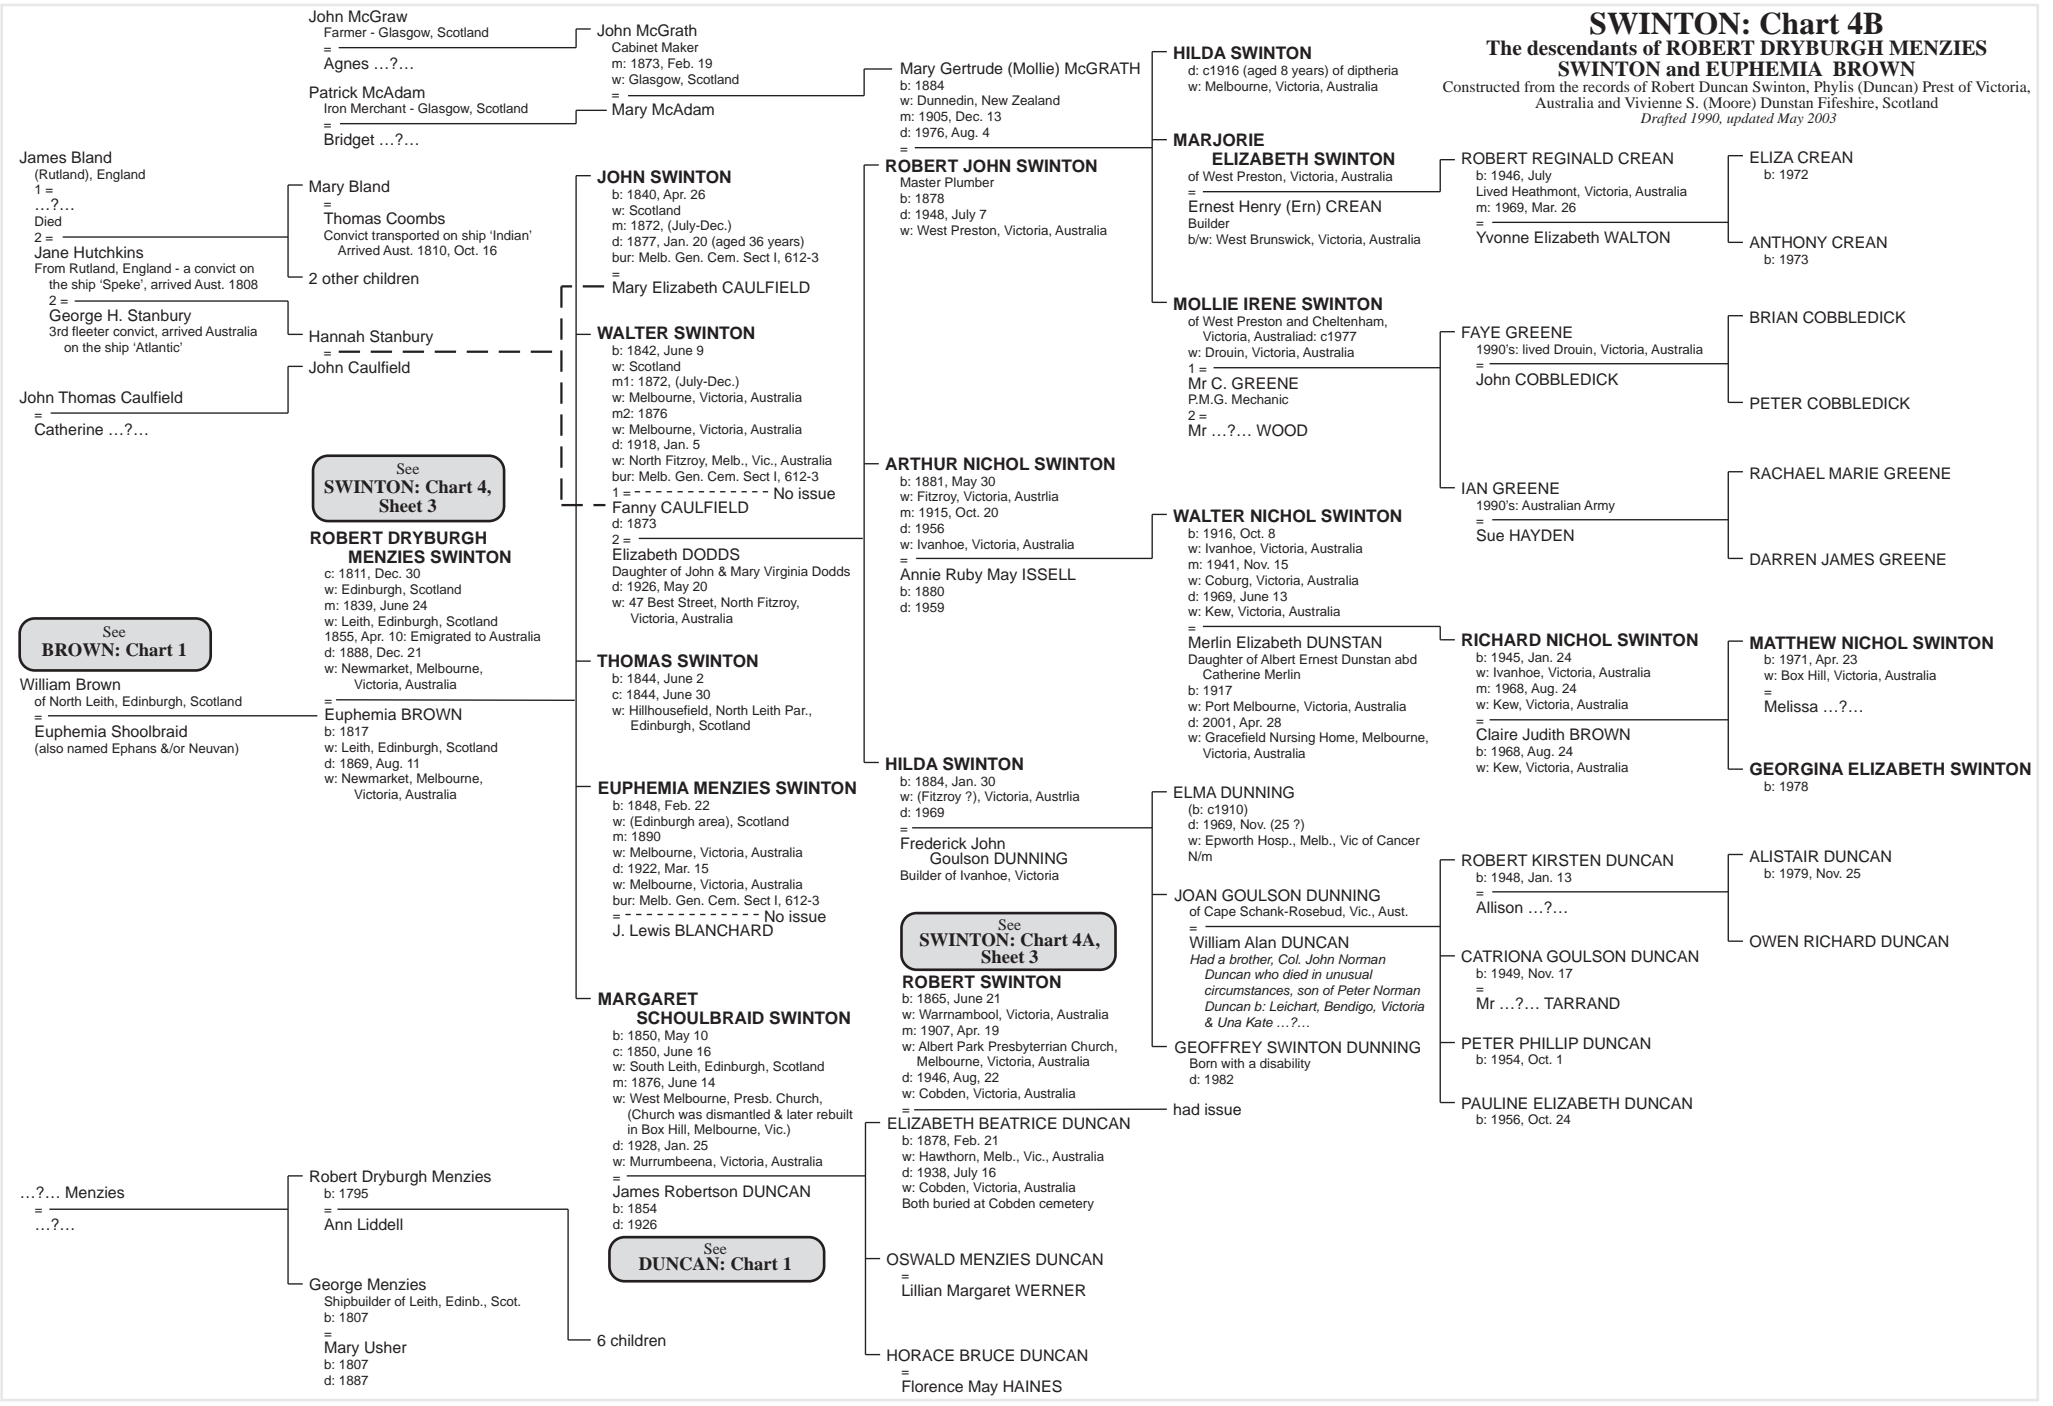 SWINTON: Chart 4B
The descendants of ROBERT DRYBURGH MENZIES
SWINTON and EUPHEMIA BROWN
Constructed from the records of Robert Duncan Swinton, Phylis (Duncan) Prest of Victoria,
Australia and Vivienne S. (Moore) Dunstan Fifeshire, Scotland
Drafted 1990, updated May 2003
James Bland
(Rutland), England
1 =
...?...
Died
2 =
Jane Hutchkins
From Rutland, England - a convict on
the ship ‘Speke’, arrived Aust. 1808
2 =
George H. Stanbury
3rd fleeter convict, arrived Australia
on the ship ‘Atlantic’
John Thomas Caulfield
=
Catherine ...?...
See
BROWN: Chart 1
William Brown
of North Leith, Edinburgh, Scotland
=
Euphemia Shoolbraid
(also named Ephans &/or Neuvan)
...?... Menzies
=
...?...
John McGraw
Farmer - Glasgow, Scotland
=
Agnes ...?...
Patrick McAdam
Iron Merchant - Glasgow, Scotland
=
Bridget ...?...
Mary Bland
=
Thomas Coombs
Convict transported on ship ‘Indian’
Arrived Aust. 1810, Oct. 16
2 other children
Hannah Stanbury
=
John Caulfield
See
SWINTON: Chart 4,
Sheet 3
ROBERT DRYBURGH
MENZIES SWINTON
c: 1811, Dec. 30
w: Edinburgh, Scotland
m: 1839, June 24
w: Leith, Edinburgh, Scotland
1855, Apr. 10: Emigrated to Australia
d: 1888, Dec. 21
w: Newmarket, Melbourne,
Victoria, Australia
=
Euphemia BROWN
b: 1817
w: Leith, Edinburgh, Scotland
d: 1869, Aug. 11
w: Newmarket, Melbourne,
Victoria, Australia
Robert Dryburgh Menzies
b: 1795
=
Ann Liddell
George Menzies
Shipbuilder of Leith, Edinb., Scot.
b: 1807
=
Mary Usher
b: 1807
d: 1887
John McGrath
Cabinet Maker
m: 1873, Feb. 19
w: Glasgow, Scotland
=
Mary McAdam
JOHN SWINTON
b: 1840, Apr. 26
w: Scotland
m: 1872, (July-Dec.)
d: 1877, Jan. 20 (aged 36 years)
bur: Melb. Gen. Cem. Sect I, 612-3
=
Mary Elizabeth CAULFIELD
WALTER SWINTON
b: 1842, June 9
w: Scotland
m1: 1872, (July-Dec.)
w: Melbourne, Victoria, Australia
m2: 1876
w: Melbourne, Victoria, Australia
d: 1918, Jan. 5
w: North Fitzroy, Melb., Vic., Australia
bur: Melb. Gen. Cem. Sect I, 612-3
1 = No issue
Fanny CAULFIELD
d: 1873
2 =
Elizabeth DODDS
Daughter of John & Mary Virginia Dodds
d: 1926, May 20
w: 47 Best Street, North Fitzroy,
Victoria, Australia
THOMAS SWINTON
b: 1844, June 2
c: 1844, June 30
w: Hillhousefield, North Leith Par.,
Edinburgh, Scotland
EUPHEMIA MENZIES SWINTON
b: 1848, Feb. 22
w: (Edinburgh area), Scotland
m: 1890
w: Melbourne, Victoria, Australia
d: 1922, Mar. 15
w: Melbourne, Victoria, Australia
bur: Melb. Gen. Cem. Sect I, 612-3
= No issue
J. Lewis BLANCHARD
MARGARET
SCHOULBRAID SWINTON
b: 1850, May 10
c: 1850, June 16
w: South Leith, Edinburgh, Scotland
m: 1876, June 14
w: West Melbourne, Presb. Church,
(Church was dismantled & later rebuilt
in Box Hill, Melbourne, Vic.)
d: 1928, Jan. 25
w: Murrumbeena, Victoria, Australia
=
James Robertson DUNCAN
b: 1854
d: 1926
See
DUNCAN: Chart 1
6 children
Mary Gertrude (Mollie) McGRATH
b: 1884
w: Dunnedin, New Zealand
m: 1905, Dec. 13
d: 1976, Aug. 4
=
ROBERT JOHN SWINTON
Master Plumber
b: 1878
d: 1948, July 7
w: West Preston, Victoria, Australia
ARTHUR NICHOL SWINTON
b: 1881, May 30
w: Fitzroy, Victoria, Austrlia
m: 1915, Oct. 20
d: 1956
w: Ivanhoe, Victoria, Australia
=
Annie Ruby May ISSELL
b: 1880
d: 1959
HILDA SWINTON
b: 1884, Jan. 30
w: (Fitzroy ?), Victoria, Austrlia
d: 1969
=
Frederick John
Goulson DUNNING
Builder of Ivanhoe, Victoria
See
SWINTON: Chart 4A,
Sheet 3
ROBERT SWINTON
b: 1865, June 21
w: Warrnambool, Victoria, Australia
m: 1907, Apr. 19
w: Albert Park Presbyterrian Church,
Melbourne, Victoria, Australia
d: 1946, Aug, 22
w: Cobden, Victoria, Australia
=
ELIZABETH BEATRICE DUNCAN
b: 1878, Feb. 21
w: Hawthorn, Melb., Vic., Australia
d: 1938, July 16
w: Cobden, Victoria, Australia
Both buried at Cobden cemetery
OSWALD MENZIES DUNCAN
=
Lillian Margaret WERNER
HORACE BRUCE DUNCAN
=
Florence May HAINES
HILDA SWINTON
d: c1916 (aged 8 years) of diptheria
w: Melbourne, Victoria, Australia
MARJORIE
ELIZABETH SWINTON
of West Preston, Victoria, Australia
=
Ernest Henry (Ern) CREAN
Builder
b/w: West Brunswick, Victoria, Australia
MOLLIE IRENE SWINTON
of West Preston and Cheltenham,
Victoria, Australiad: c1977
w: Drouin, Victoria, Australia
1 =
Mr C. GREENE
P.M.G. Mechanic
2 =
Mr ...?... WOOD
WALTER NICHOL SWINTON
b: 1916, Oct. 8
w: Ivanhoe, Victoria, Australia
m: 1941, Nov. 15
w: Coburg, Victoria, Australia
d: 1969, June 13
w: Kew, Victoria, Australia
=
Merlin Elizabeth DUNSTAN
Daughter of Albert Ernest Dunstan abd
Catherine Merlin
b: 1917
w: Port Melbourne, Victoria, Australia
d: 2001, Apr. 28
w: Gracefield Nursing Home, Melbourne,
Victoria, Australia
ELMA DUNNING
(b: c1910)
d: 1969, Nov. (25 ?)
w: Epworth Hosp., Melb., Vic of Cancer
N/m
JOAN GOULSON DUNNING
of Cape Schank-Rosebud, Vic., Aust.
=
William Alan DUNCAN
Had a brother, Col. John Norman
Duncan who died in unusual
circumstances, son of Peter Norman
Duncan b: Leichart, Bendigo, Victoria
& Una Kate ...?...
GEOFFREY SWINTON DUNNING
Born with a disability
d: 1982
had issue
ROBERT REGINALD CREAN
b: 1946, July
Lived Heathmont, Victoria, Australia
m: 1969, Mar. 26
=
Yvonne Elizabeth WALTON
FAYE GREENE
1990’s: lived Drouin, Victoria, Australia
=
John COBBLEDICK
IAN GREENE
1990’s: Australian Army
=
Sue HAYDEN
RICHARD NICHOL SWINTON
b: 1945, Jan. 24
w: Ivanhoe, Victoria, Australia
m: 1968, Aug. 24
w: Kew, Victoria, Australia
=
Claire Judith BROWN
b: 1968, Aug. 24
w: Kew, Victoria, Australia
ROBERT KIRSTEN DUNCAN
b: 1948, Jan. 13
=
Allison ...?...
CATRIONA GOULSON DUNCAN
b: 1949, Nov. 17
=
Mr ...?... TARRAND
PETER PHILLIP DUNCAN
b: 1954, Oct. 1
PAULINE ELIZABETH DUNCAN
b: 1956, Oct. 24
ELIZA CREAN
b: 1972
ANTHONY CREAN
b: 1973
BRIAN COBBLEDICK
PETER COBBLEDICK
RACHAEL MARIE GREENE
DARREN JAMES GREENE
MATTHEW NICHOL SWINTON
b: 1971, Apr. 23
w: Box Hill, Victoria, Australia
=
Melissa ...?...
GEORGINA ELIZABETH SWINTON
b: 1978
ALISTAIR DUNCAN
b: 1979, Nov. 25
OWEN RICHARD DUNCAN